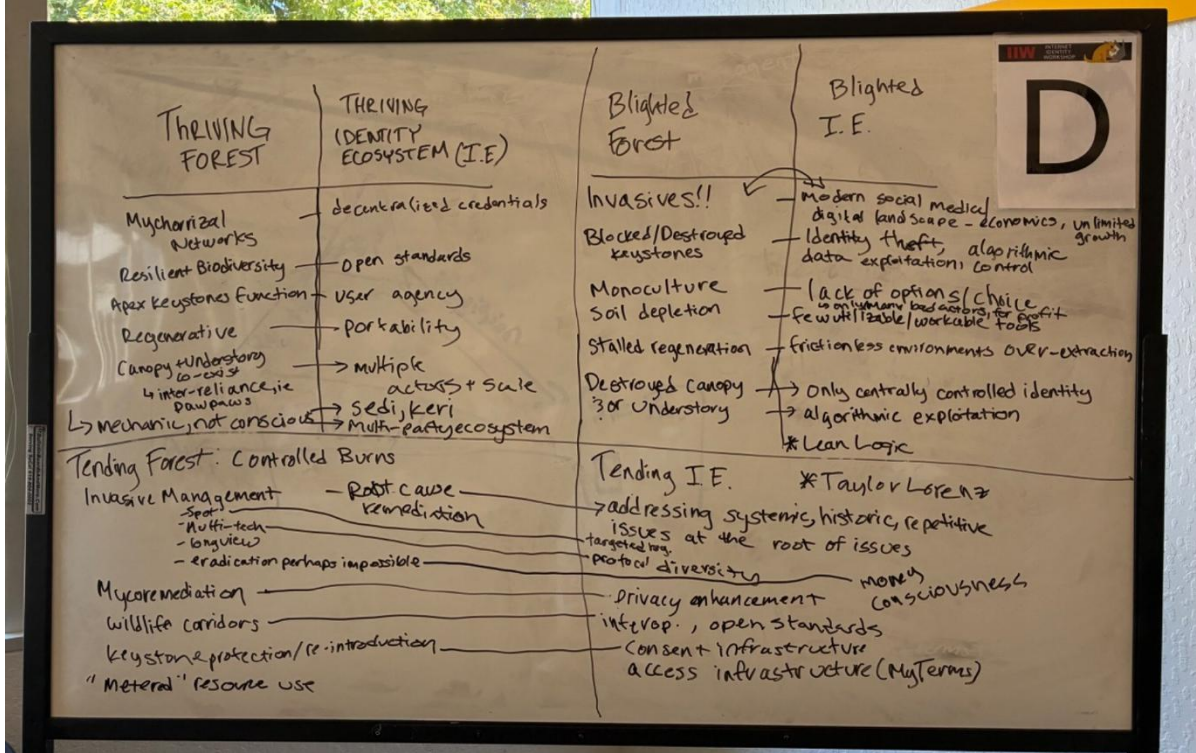 IIW INTERNET IDENTITY WORKSHOP
D
THRIVING FOREST
THRIVING IDENTITY ECOSYSTEM (I.E)
Mychorrizal Networks
decentralized credentials
Resilient Biodiversity
open standards
Apex Keystones Function
user agency
Regenerative
portability
Canopy + Understory
co-exist
↳ inter-reliance, ie
pawpaws
→ multiple
actors + scale
↳ mechanic, not conscious
→ sedi, keri
→ multi-party ecosystem
Blighted Forest
Blighted I.E.
Invasives!!
Modern social media,
digital landscape - economics, unlimited
growth
Blocked/Destroyed
keystones
Identity theft, algorithmic
data exploitation, control
Monoculture
lack of options/choice
many bad actors, for profit
Soil depletion
few utilizable/workable tools
Stalled regeneration
frictionless environments over-extraction
Destroyed Canopy
? or Understory
→ only centrally controlled identity
→ algorithmic exploitation
* Lean Logic
Tending Forest: Controlled Burns
Invasive Management
- Spot
- Multi-tech
- longview
- eradication perhaps impossible
- Root cause
remediation
Mycoremediation
Wildlife corridors
Keystone protection/re-introduction
"Metered" resource use
Tending I.E.
* Taylor Lorenz
→ addressing systemic, historic, repetitive
issues at the root of issues
targeted reg.
protocol diversity
money
consciousness
privacy enhancement
interop., open standards
consent infrastructure
access infrastructure (MyTerms)